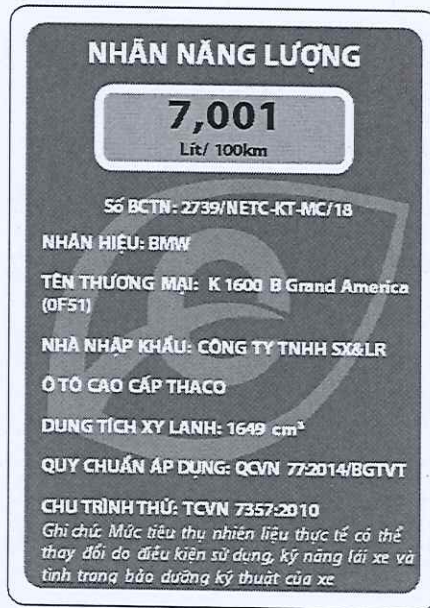 NHÃN NĂNG LƯỢNG
7,001
Lít/ 100km
Số BCTN: 2739/NETC-KT-MC/18
NHÃN HIỆU: BMW
TÊN THƯƠNG MẠI: K 1600 B Grand America
(0F51)
NHÀ NHẬP KHẨU: CÔNG TY TNHH SX&LR
Ô TÔ CAO CẤP THACO
DUNG TÍCH XY LANH: 1649 cm³
QUY CHUẨN ÁP DỤNG: QCVN 77:2014/BGTVT
CHU TRÌNH THỬ: TCVN 7357:2010
Ghi chú: Mức tiêu thụ nhiên liệu thực tế có thể
thay đổi do điều kiện sử dụng, kỹ năng lái xe và
tình trạng bảo dưỡng kỹ thuật của xe